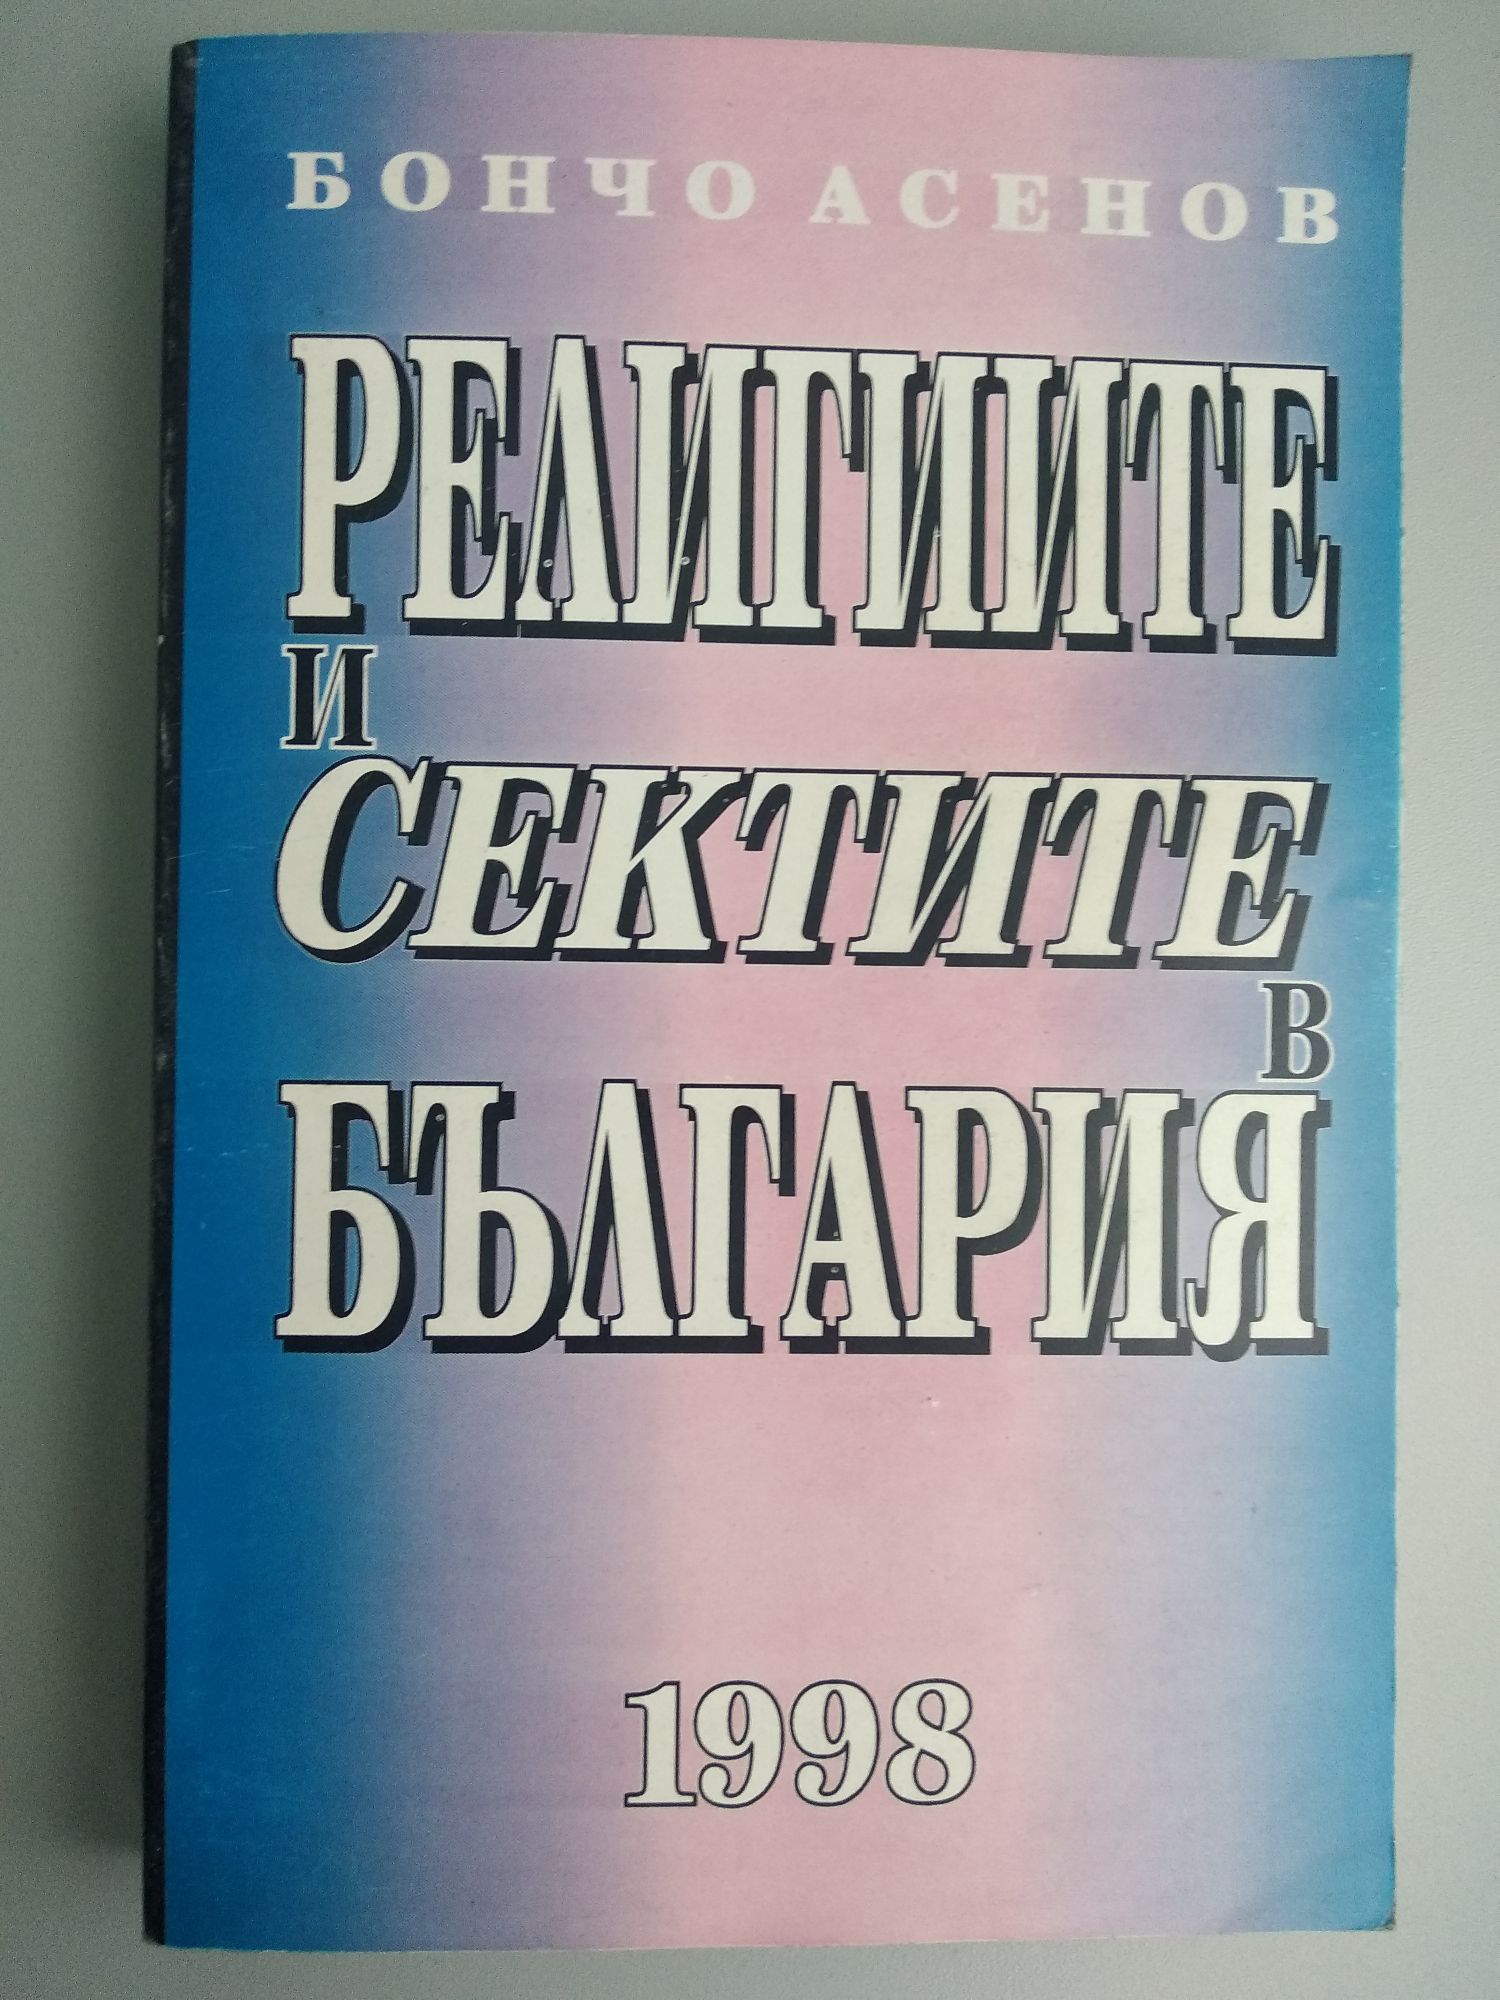 БОНЧО АСЕНОВ
РЕЛИГИИТЕ
И
СЕКТИТЕ
В
БЪЛГАРИЯ
1998